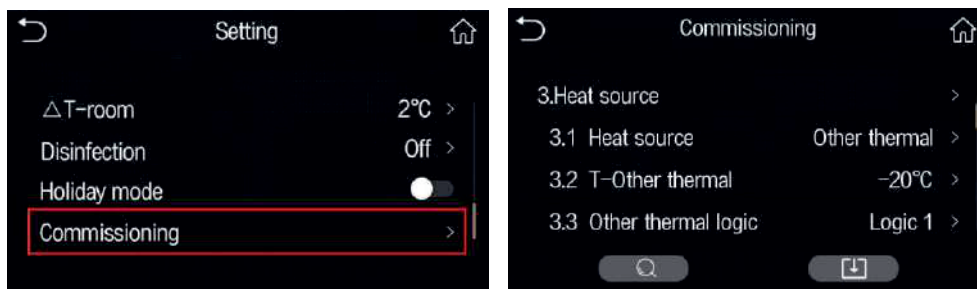 Setting
△T-room 2°C >
Disinfection Off >
Holiday mode
Commissioning >
Commissioning
3.Heat source >
3.1 Heat source Other thermal >
3.2 T-Other thermal -20°C >
3.3 Other thermal logic Logic 1 >